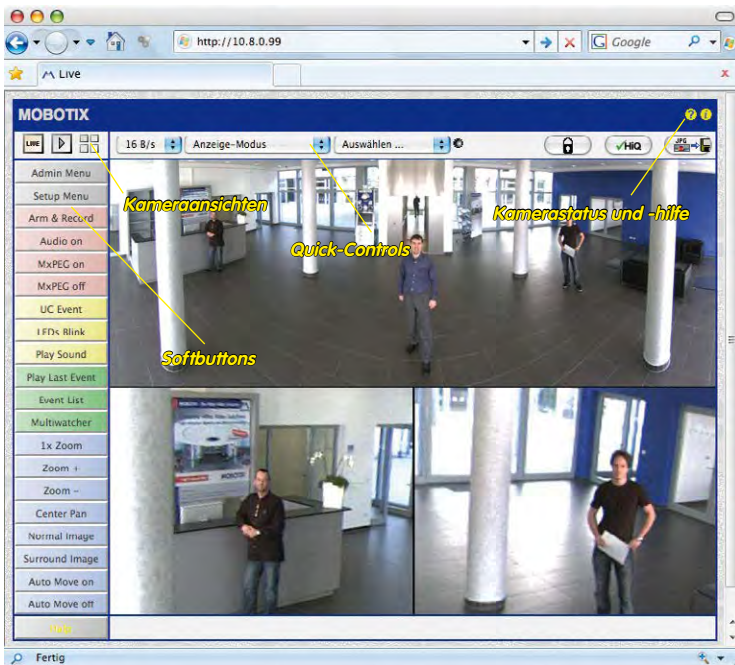 http://10.8.0.99
Google
Live
MOBOTIX
LIVE
16 B/s
Anzeige-Modus
Auswählen ...
HiQ
JPG
Admin Menu
Setup Menu
Arm & Record
Audio on
MxPEG on
MxPEG off
UC Event
LEDs Blink
Play Sound
Play Last Event
Event List
Multiwatcher
1x Zoom
Zoom +
Zoom –
Center Pan
Normal Image
Surround Image
Auto Move on
Auto Move off
Help
Kameraansichten
Quick-Controls
Kamerastatus und -hilfe
Softbuttons
MOBOTIX
Fertig